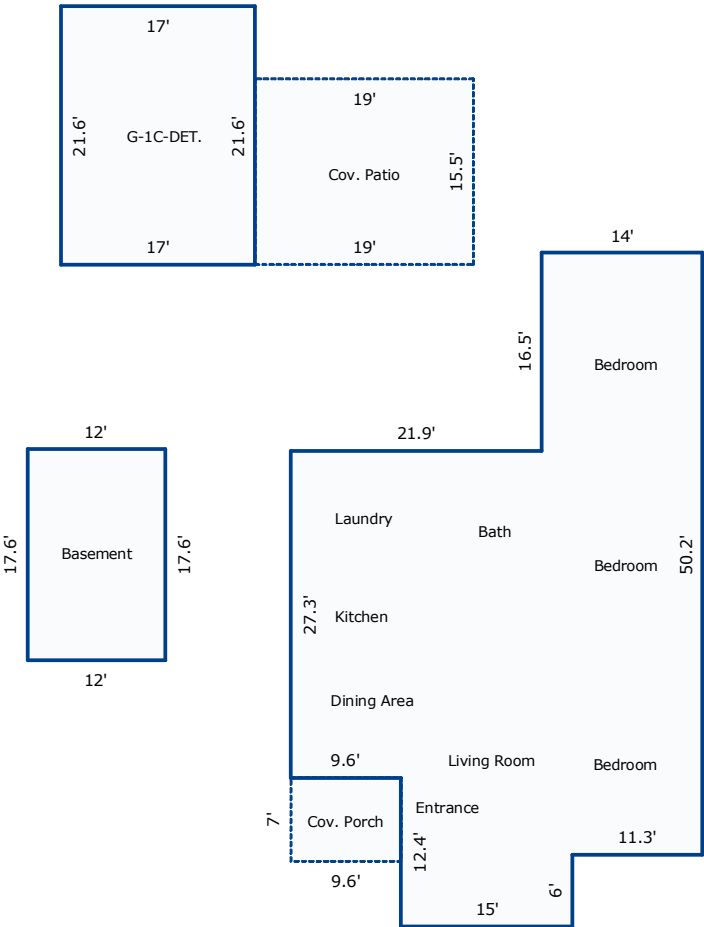 17'
21.6'
G-1C-DET.
21.6'
17'
19'
Cov. Patio
15.5'
19'
14'
16.5'
Bedroom
21.9'
12'
17.6'
Basement
17.6'
12'
Laundry
Bath
Bedroom
50.2'
27.3'
Kitchen
Dining Area
9.6'
Living Room
Bedroom
7'
Cov. Porch
Entrance
12.4'
11.3'
9.6'
6'
15'